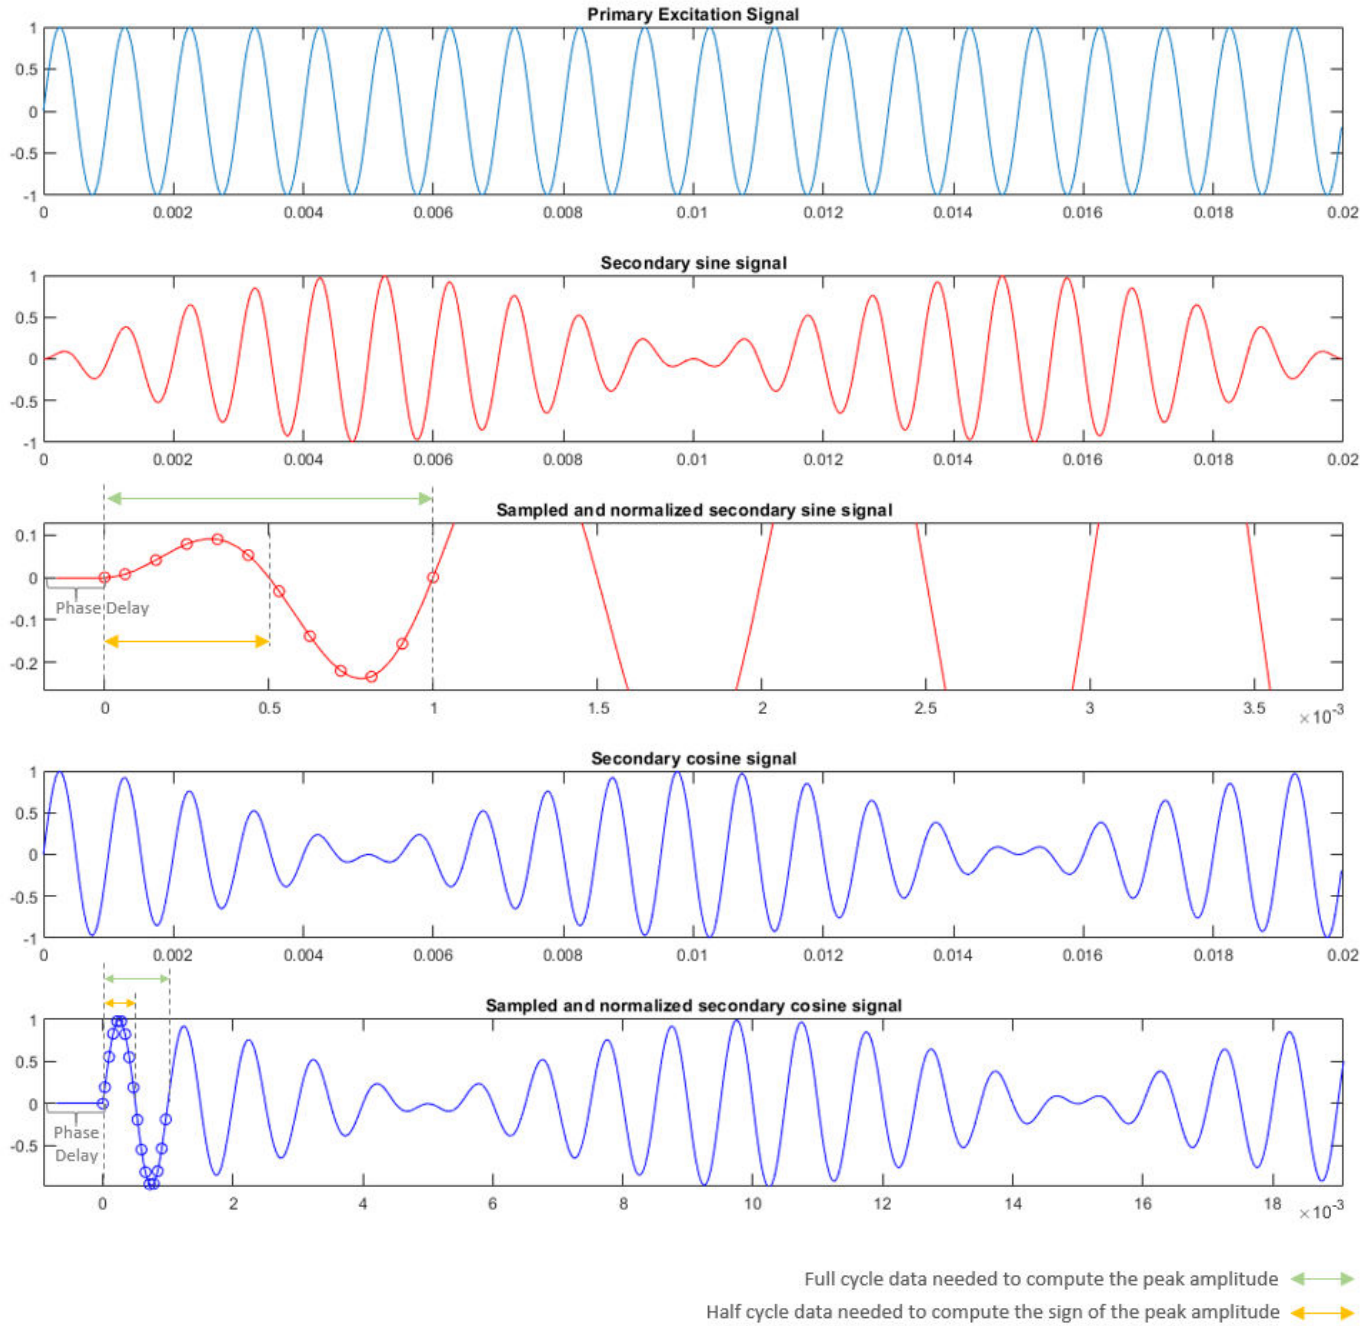 Primary Excitation Signal
1
0.5
0
-0.5
-1
0 0.002 0.004 0.006 0.008 0.01 0.012 0.014 0.016 0.018 0.02
Secondary sine signal
1
0.5
0
-0.5
-1
0 0.002 0.004 0.006 0.008 0.01 0.012 0.014 0.016 0.018 0.02
Sampled and normalized secondary sine signal
0.1
0
Phase Delay
-0.1
-0.2
0 0.5 1 1.5 2 2.5 3 3.5 ×10-3
Secondary cosine signal
1
0.5
0
-0.5
-1
0 0.002 0.004 0.006 0.008 0.01 0.012 0.014 0.016 0.018 0.02
Sampled and normalized secondary cosine signal
1
0.5
0
Phase
Delay
-0.5
0 2 4 6 8 10 12 14 16 18 ×10-3
Full cycle data needed to compute the peak amplitude
Half cycle data needed to compute the sign of the peak amplitude